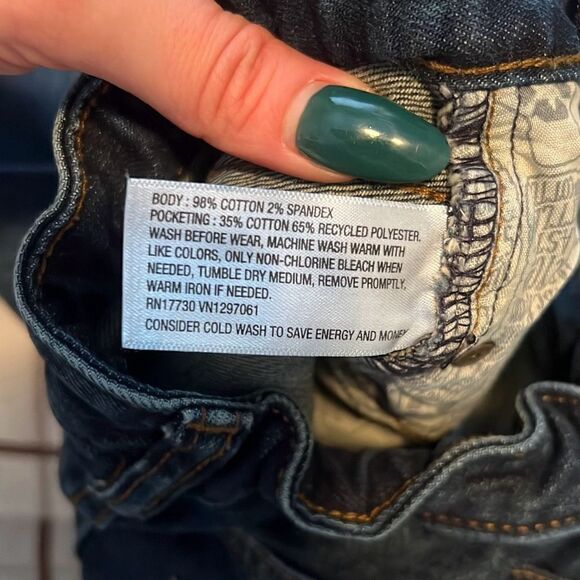 BODY : 98% COTTON 2% SPANDEX
POCKETING : 35% COTTON 65% RECYCLED POLYESTER.
WASH BEFORE WEAR, MACHINE WASH WARM WITH
LIKE COLORS, ONLY NON-CHLORINE BLEACH WHEN
NEEDED, TUMBLE DRY MEDIUM, REMOVE PROMPTLY.
WARM IRON IF NEEDED.
RN17730 VN1297061
CONSIDER COLD WASH TO SAVE ENERGY AND MONEY